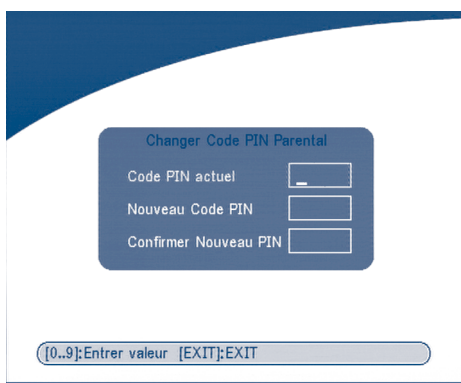 Changer Code PIN Parental
Code PIN actuel
Nouveau Code PIN
Confirmer Nouveau PIN
[0..9]:Entrer valeur [EXIT]:EXIT